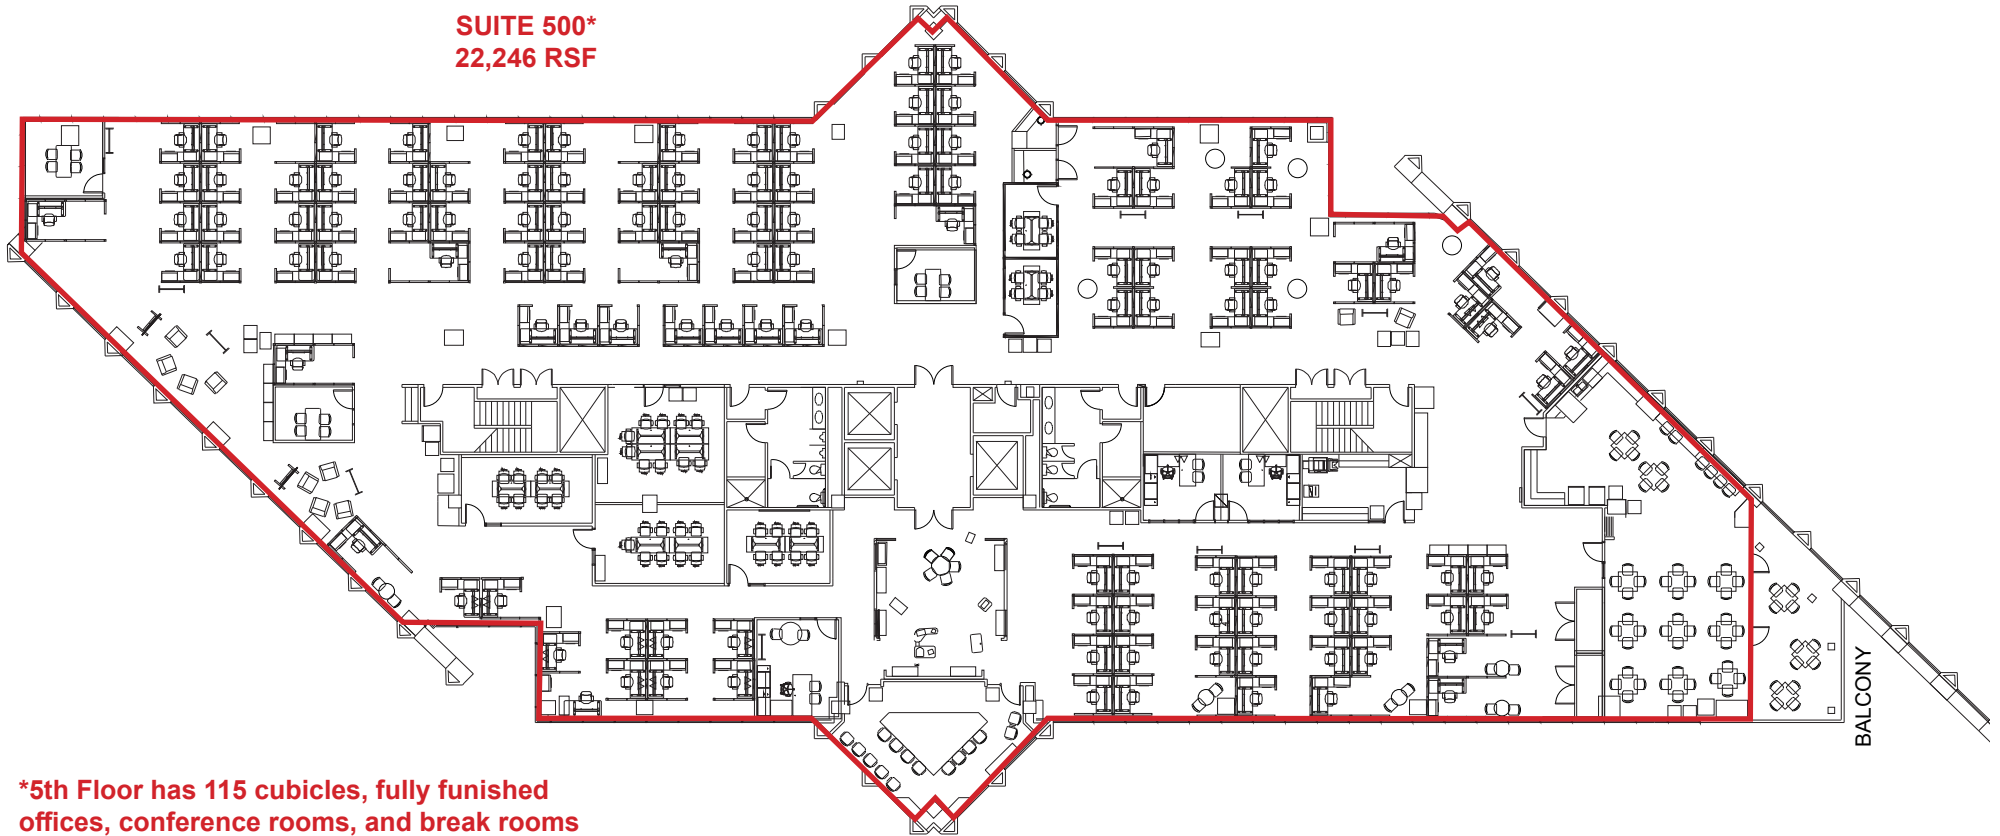 SUITE 500*
22,246 RSF
BALCONY
*5th Floor has 115 cubicles, fully funished
offices, conference rooms, and break rooms